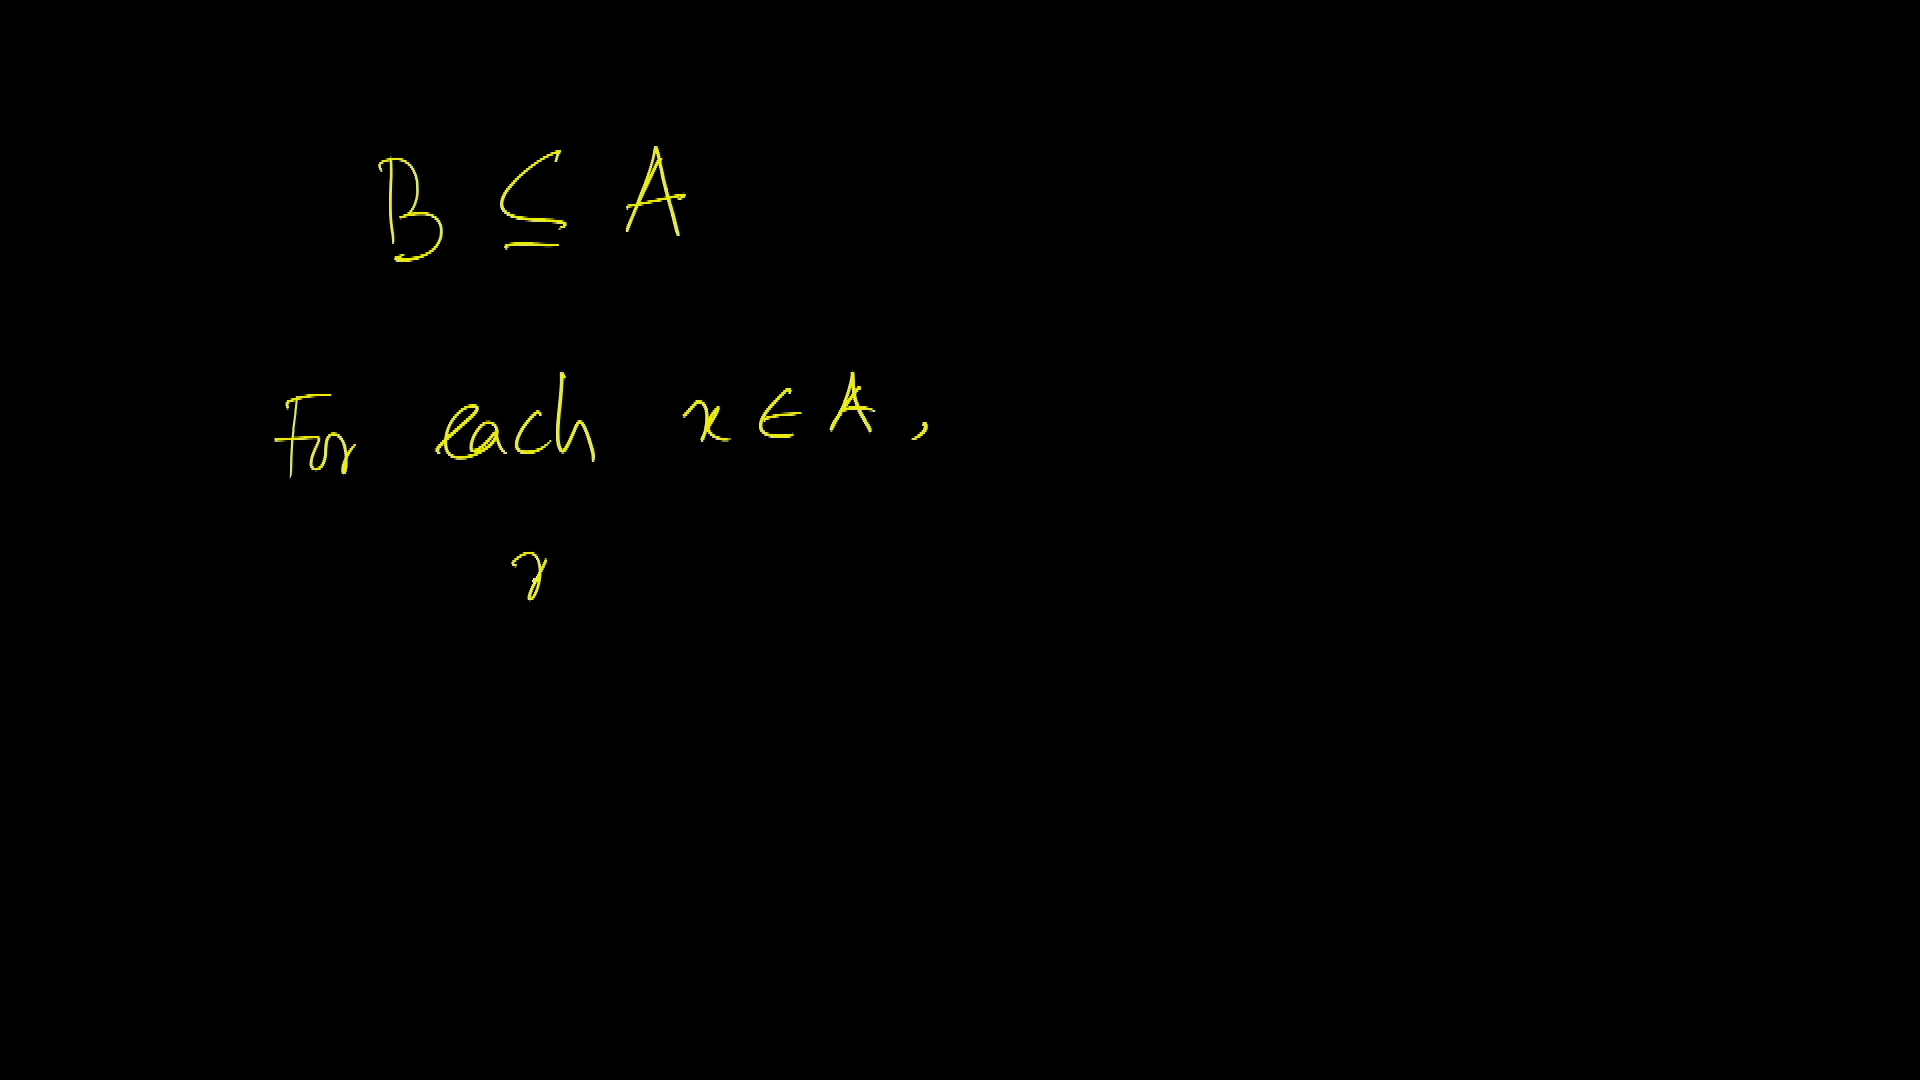 B ⊆ A
For each x ∈ A,